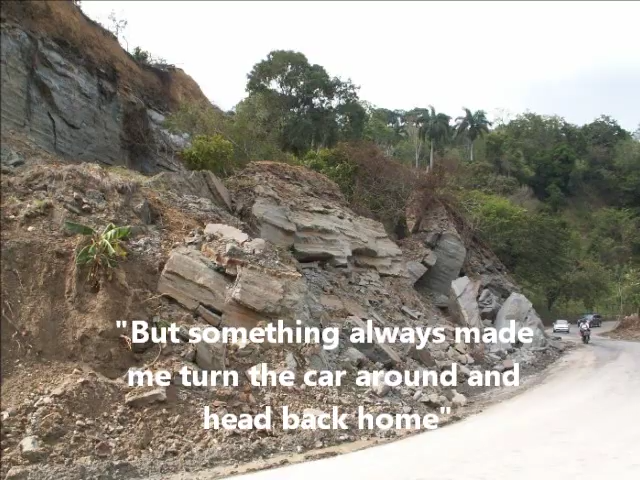 "But something always made
me turn the car around and
head back home"